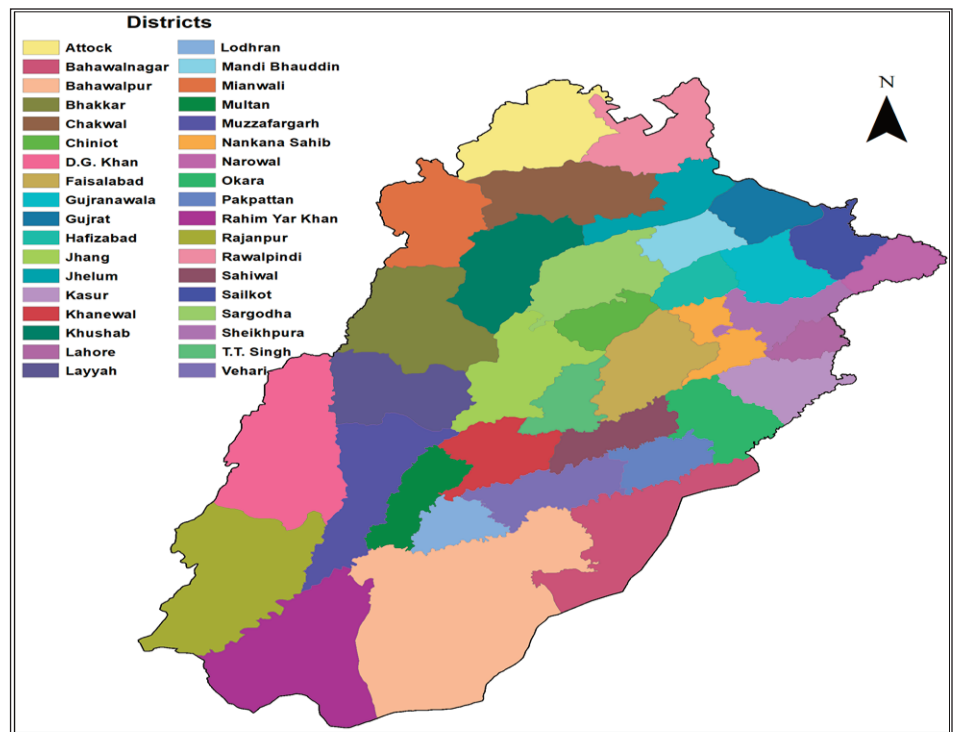 Districts
Attock
Bahawalnagar
Bahawalpur
Bhakkar
Chakwal
Chiniot
D.G. Khan
Faisalabad
Gujranawala
Gujrat
Hafizabad
Jhang
Jhelum
Kasur
Khanewal
Khushab
Lahore
Layyah
Lodhran
Mandi Bhauddin
Mianwali
Multan
Muzzafargarh
Nankana Sahib
Narowal
Okara
Pakpattan
Rahim Yar Khan
Rajanpur
Rawalpindi
Sahiwal
Sailkot
Sargodha
Sheikhpura
T.T. Singh
Vehari
N